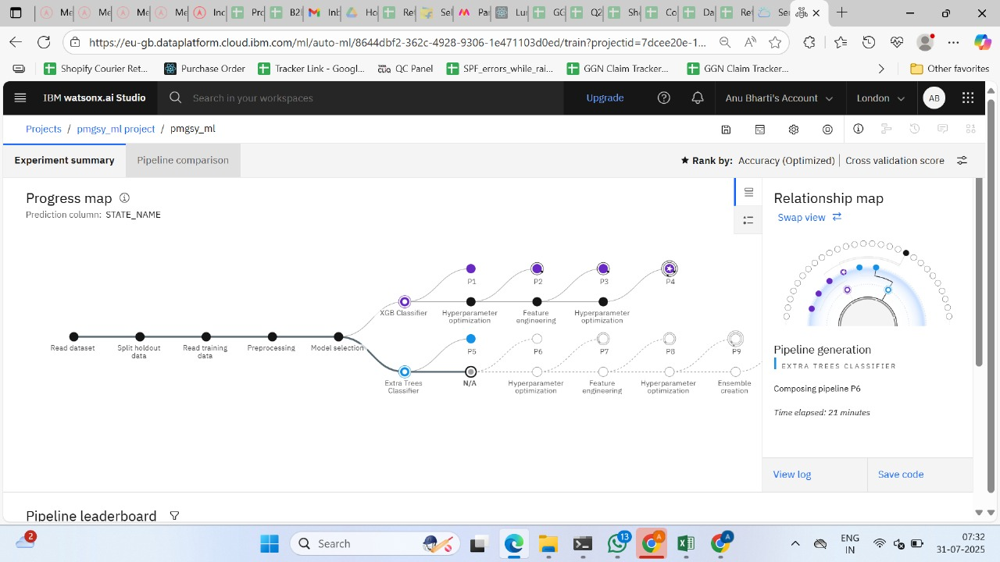 Me
Me
Me
Me
Inc
Pro
B2
Inl
Ho
Ref
Sel
Pa
Lu
GG
Q2
Sh
Co
Da
Re
Ser
https://eu-gb.dataplatform.cloud.ibm.com/ml/auto-ml/8644dbf2-362c-4928-9306-1e471103d0ed/train?projectid=7dcee20e-1...
Shopify Courier Ret...
Purchase Order
Tracker Link - Googl...
QC Panel
SPF_errors_while_rai...
GGN Claim Tracker...
GGN Claim Tracker...
Other favorites
IBM watsonx.ai Studio
Search in your workspaces
Upgrade
Anu Bharti's Account
London
AB
Projects / pmgsy_ml project / pmgsy_ml
Experiment summary
Pipeline comparison
Rank by: Accuracy (Optimized) | Cross validation score
Progress map
Prediction column: STATE_NAME
P1
P2
P3
P4
XGB Classifier
Hyperparameter
optimization
Feature
engineering
Hyperparameter
optimization
Read dataset
Split holdout
data
Read training
data
Preprocessing
Model selection
P5
P6
P7
P8
P9
Extra Trees
Classifier
N/A
Hyperparameter
optimization
Feature
engineering
Hyperparameter
optimization
Ensemble
creation
Relationship map
Swap view
Pipeline generation
EXTRA TREES CLASSIFIER
Composing pipeline P6
Time elapsed: 21 minutes
View log
Save code
Pipeline leaderboard
2
Search
13
A
A
ENG
IN
07:32
31-07-2025